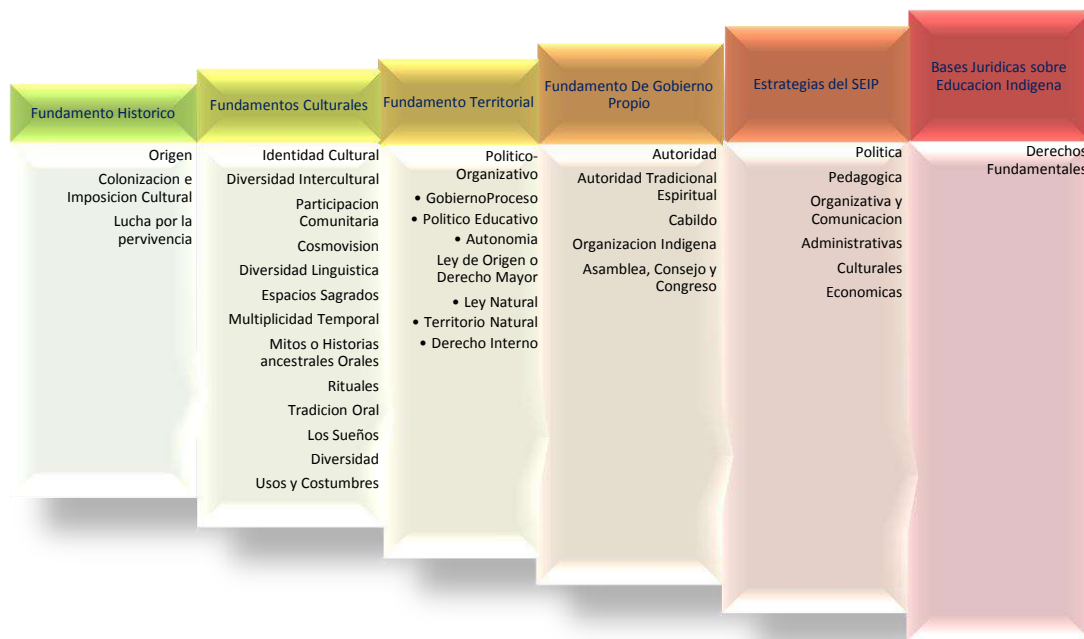 Fundamento Historico
Origen
Colonizacion e
Imposicion Cultural
Lucha por la
pervivencia
Fundamentos Culturales
Identidad Cultural
Diversidad Intercultural
Participacion
Comunitaria
Cosmovision
Diversidad Linguistica
Espacios Sagrados
Multiplicidad Temporal
Mitos o Historias
ancestrales Orales
Rituales
Tradicion Oral
Los Sueños
Diversidad
Usos y Costumbres
Fundamento Territorial
Politico-
Organizativo
• GobiernoProceso
• Politico Educativo
• Autonomia
Ley de Origen o
Derecho Mayor
• Ley Natural
• Territorio Natural
• Derecho Interno
Fundamento De Gobierno
Propio
Autoridad
Autoridad Tradicional
Espiritual
Cabildo
Organizacion Indigena
Asamblea, Consejo y
Congreso
Estrategias del SEIP
Politica
Pedagogica
Organizativa y
Comunicacion
Administrativas
Culturales
Economicas
Bases Juridicas sobre
Educacion Indigena
Derechos
Fundamentales